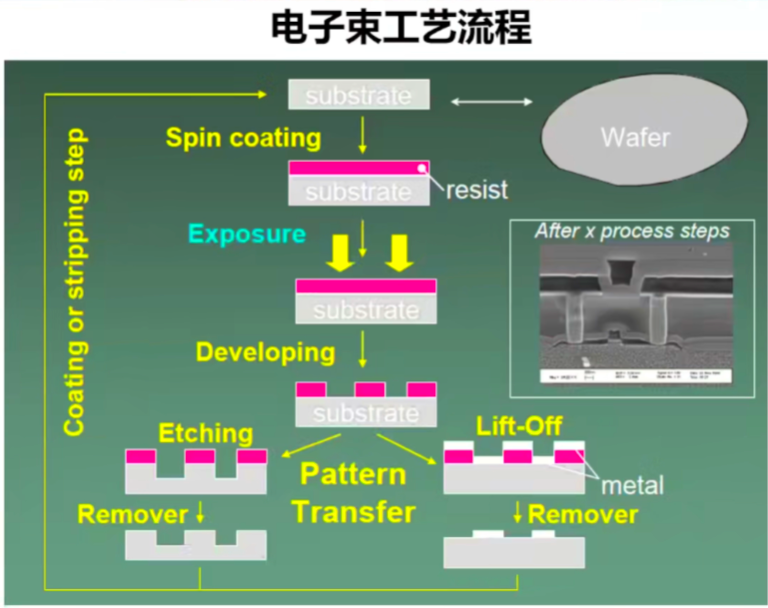 电子束工艺流程
substrate
Wafer
Spin coating
substrate
resist
Exposure
After x process steps
substrate
Developing
substrate
Coating or stripping step
Etching
Lift-Off
Pattern
Transfer
metal
Remover
Remover